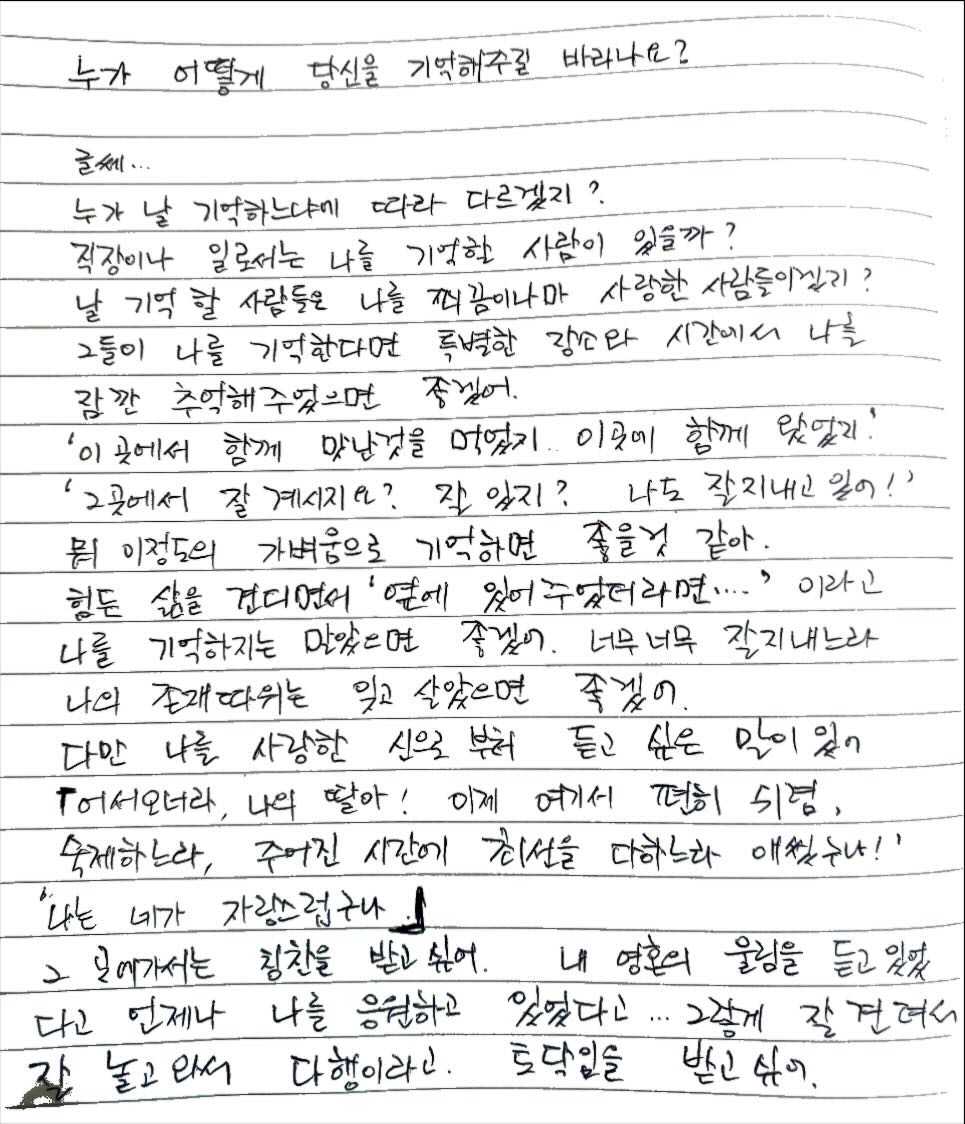 누가 어떻게 당신을 기억해주길 바라나요?
글쎄...
누가 날 기억하느냐에 따라 다르겠지?
직장이나 일로서는 나를 기억할 사람이 있을까?
날 기억 할 사람들은 나를 찌끔이나마 사랑한 사람들이겠지?
그들이 나를 기억한다면 특별한 장소와 시간에서 나를
잠깐 추억해주었으면 좋겠어.
'이 곳에서 함께 맛난것을 먹었지.. 이곳에 함께 왔었지.'
'그곳에서 잘 계시지요? 잘 있지? 나도 잘지내고 있어!'
뭐 이정도의 가벼움으로 기억하면 좋을것 같아.
힘든 삶을 견디면서 '옆에 있어주었더라면....' 이라고
나를 기억하지는 말았으면 좋겠어. 너무너무 잘지내느라
나의 존재따위는 잊고 살았으면 좋겠어.
다만 나를 사랑한 신으로 부터 듣고 싶은 말이 있어
「어서오너라, 나의 딸아! 이제 여기서 편히 쉬렴,
숙제하느라, 주어진 시간에 최선을 다하느라 애썼구나!'
"나는 네가 자랑스럽구나.」
그 곳에가서는 칭찬을 받고 싶어. 내 영혼의 울림을 듣고 있었
다고 언제나 나를 응원하고 있었다고... 그렇게 잘 견뎌서
잘 놀고 와서 다행이라고. 토닥임을 받고 싶어.